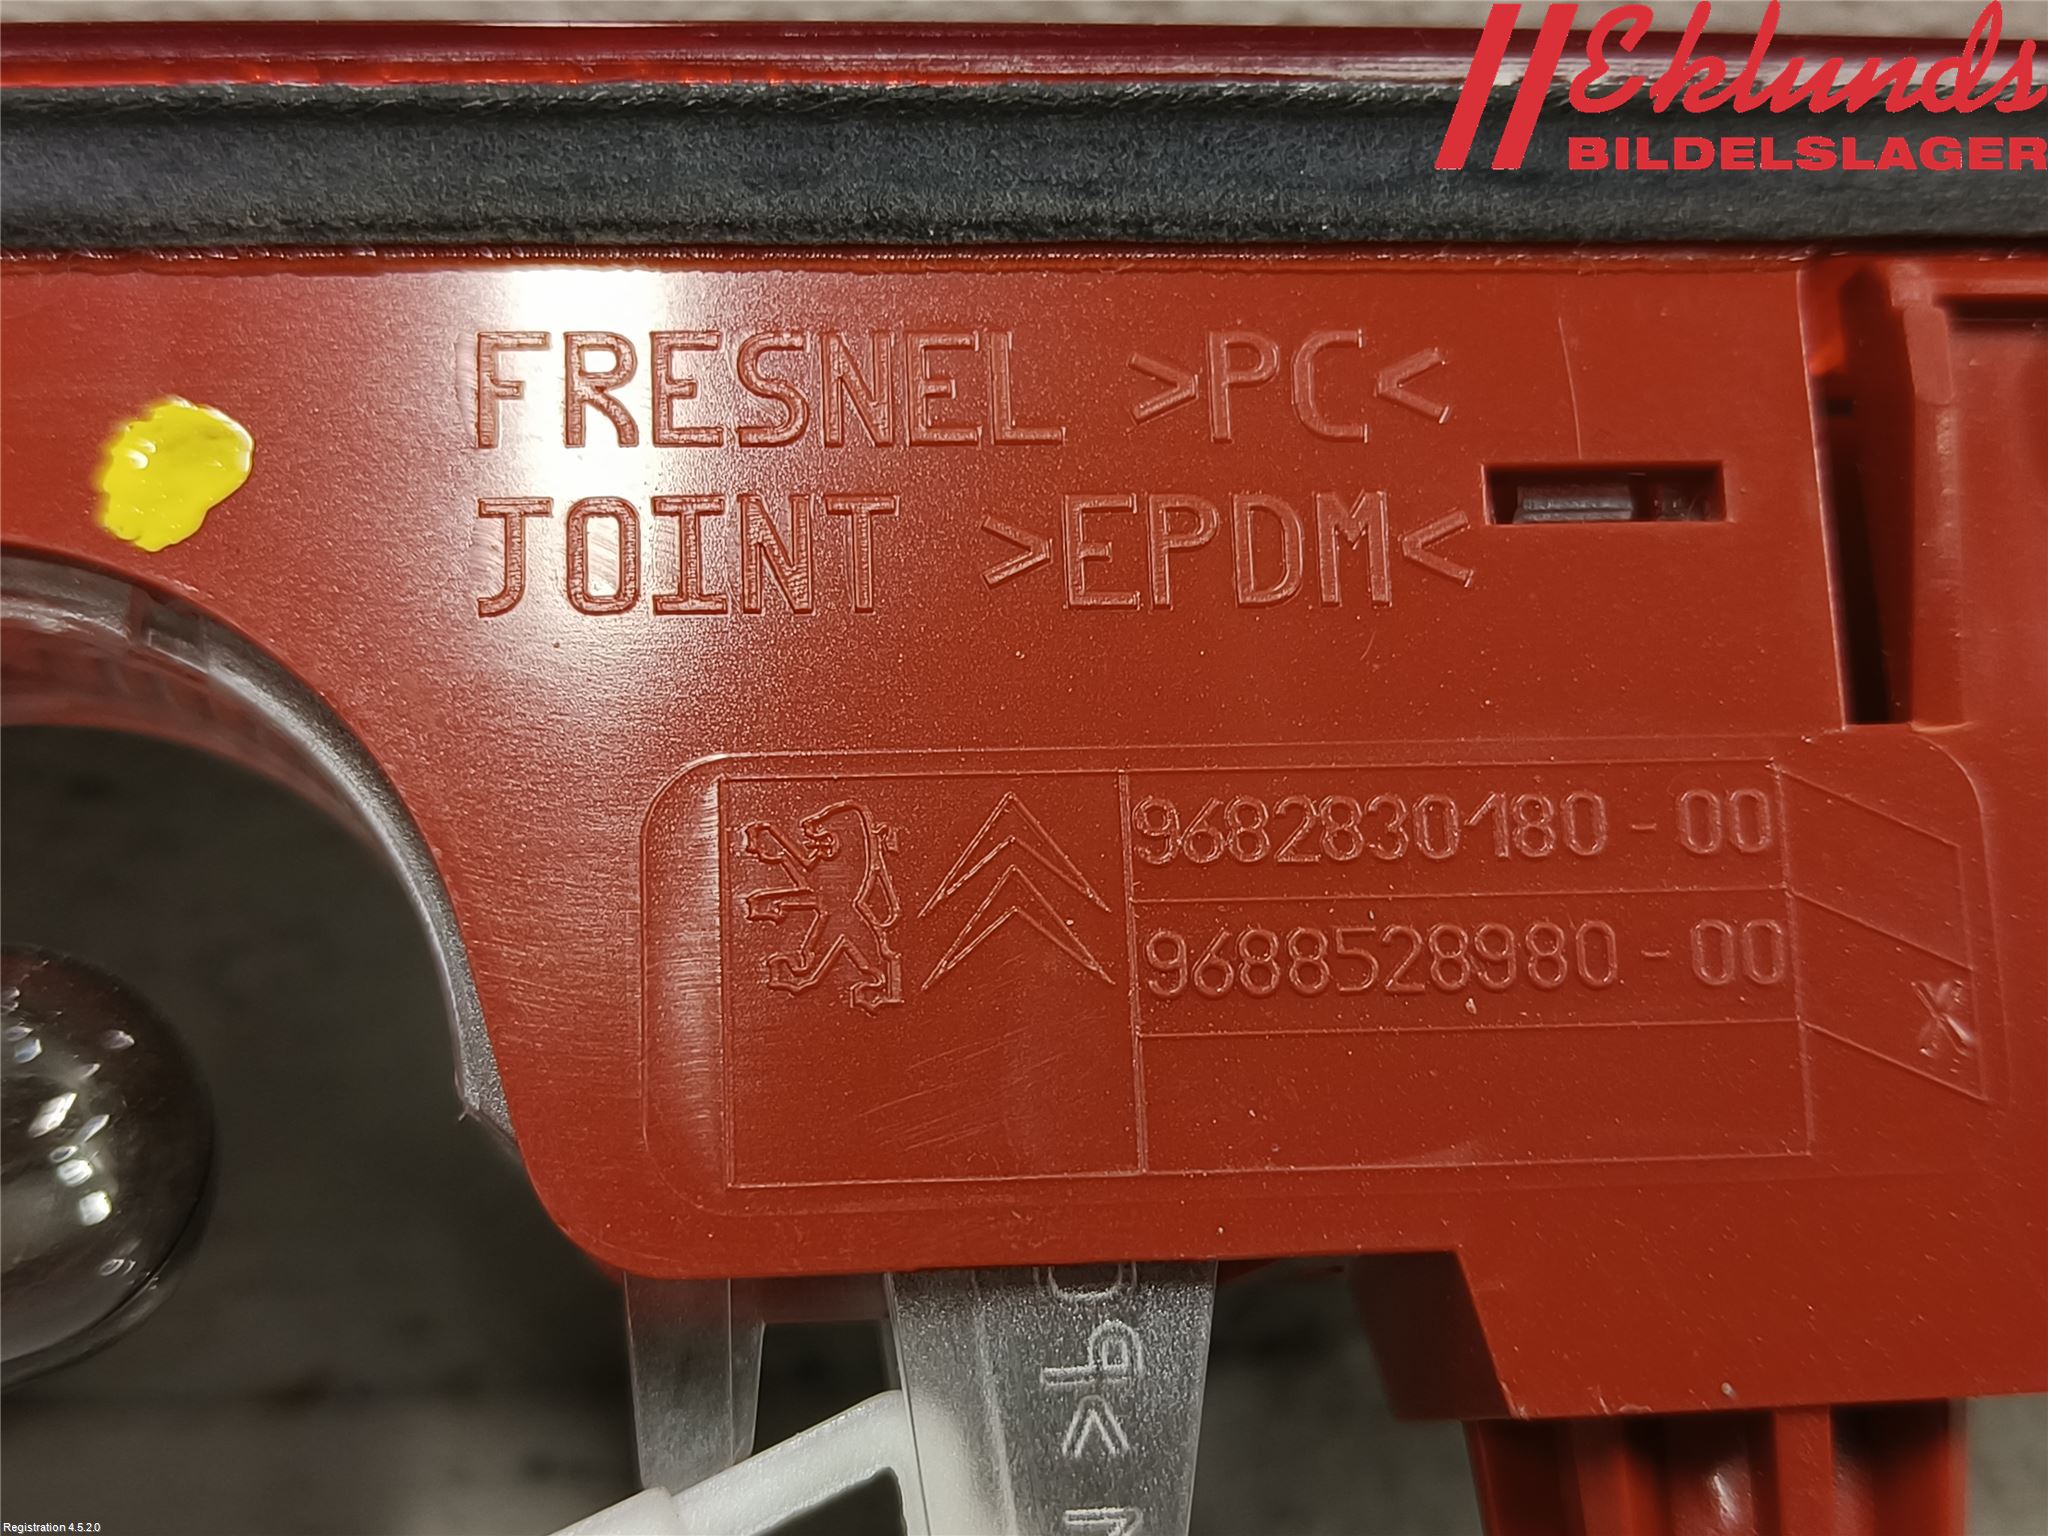 Eklunds
BILDELSLAGER
FRESNEL >PC<
JOINT >EPDM<
9682830180-00
9688528980-00
X
Registration 4.5.2.0